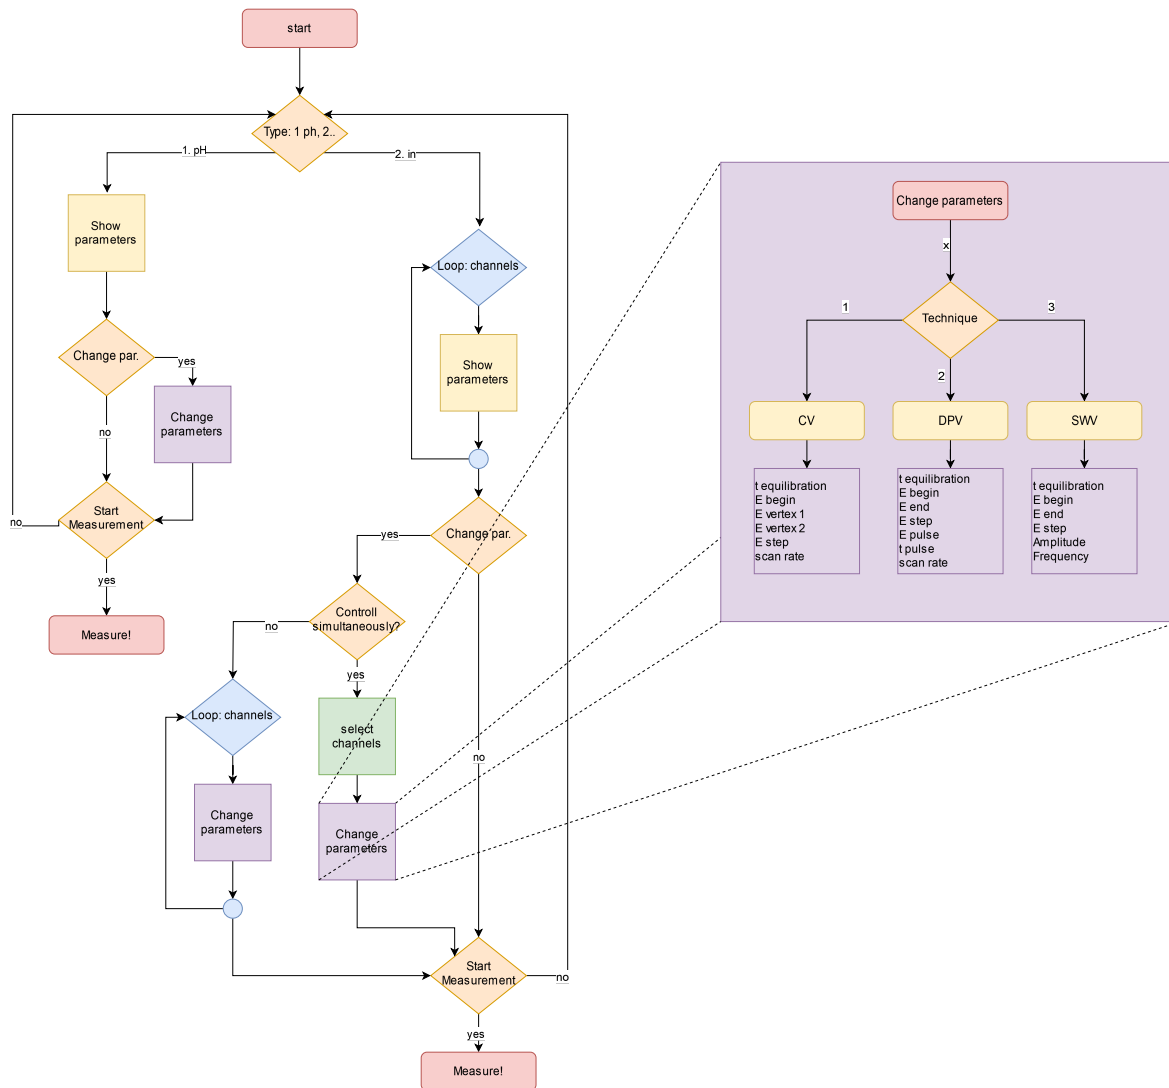 start
Type: 1 ph, 2..
1. pH
2. in
Show
parameters
Change par.
yes
Change
parameters
no
Start
Measurement
no
yes
Measure!
Loop: channels
Show
parameters
Change par.
yes
Controll
simultaneously?
no
yes
Loop: channels
select
channels
no
Change
parameters
Change
parameters
Start
Measurement
no
yes
Measure!
Change parameters
x
Technique
1
3
2
CV
DPV
SWV
t equilibration
E begin
E vertex 1
E vertex 2
E step
scan rate
t equilibration
E begin
E end
E step
E pulse
t pulse
scan rate
t equilibration
E begin
E end
E step
Amplitude
Frequency